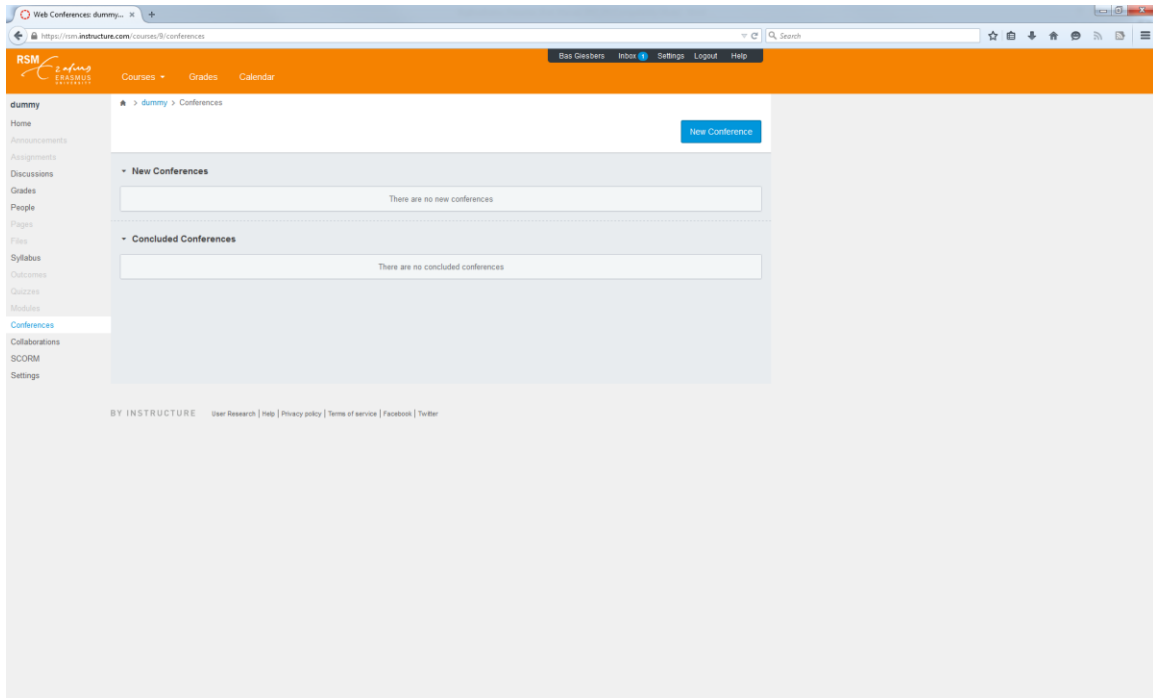 Web Conferences: dummy...
https://rsm.instructure.com/courses/9/conferences
Search
RSM
Erasmus
ERASMUS
UNIVERSITY
Bas Giesbers Inbox 1 Settings Logout Help
Courses Grades Calendar
dummy
Home
Announcements
Assignments
Discussions
Grades
People
Pages
Files
Syllabus
Outcomes
Quizzes
Modules
Conferences
Collaborations
SCORM
Settings
> dummy > Conferences
New Conference
New Conferences
There are no new conferences
Concluded Conferences
There are no concluded conferences
BY INSTRUCTURE User Research | Help | Privacy policy | Terms of service | Facebook | Twitter